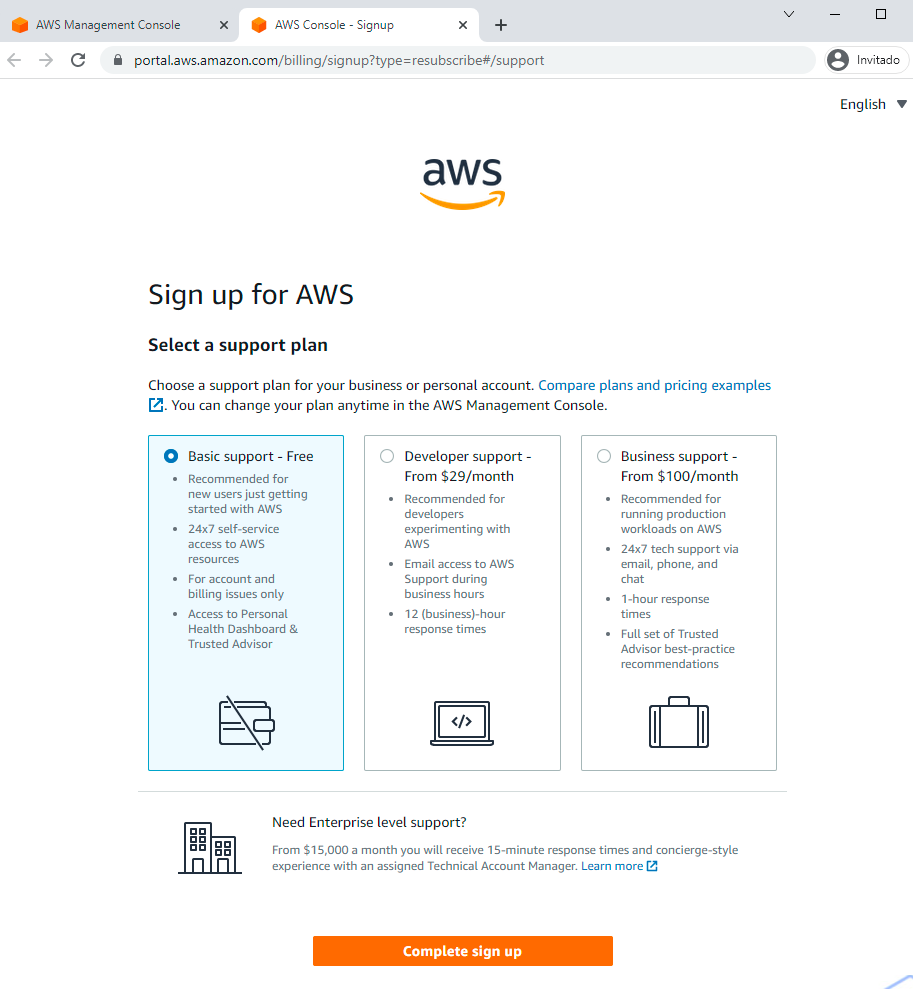 AWS Management Console
AWS Console - Signup
portal.aws.amazon.com/billing/signup?type=resubscribe#/support
Invitado
English
aws
Sign up for AWS
Select a support plan
Choose a support plan for your business or personal account. Compare plans and pricing examples
. You can change your plan anytime in the AWS Management Console.
Basic support - Free
Recommended for
new users just getting
started with AWS
24x7 self-service
access to AWS
resources
For account and
billing issues only
Access to Personal
Health Dashboard &
Trusted Advisor
Developer support -
From $29/month
Recommended for
developers
experimenting with
AWS
Email access to AWS
Support during
business hours
12 (business)-hour
response times
</>
Business support -
From $100/month
Recommended for
running production
workloads on AWS
24x7 tech support via
email, phone, and
chat
1-hour response
times
Full set of Trusted
Advisor best-practice
recommendations
Need Enterprise level support?
From $15,000 a month you will receive 15-minute response times and concierge-style
experience with an assigned Technical Account Manager. Learn more
Complete sign up